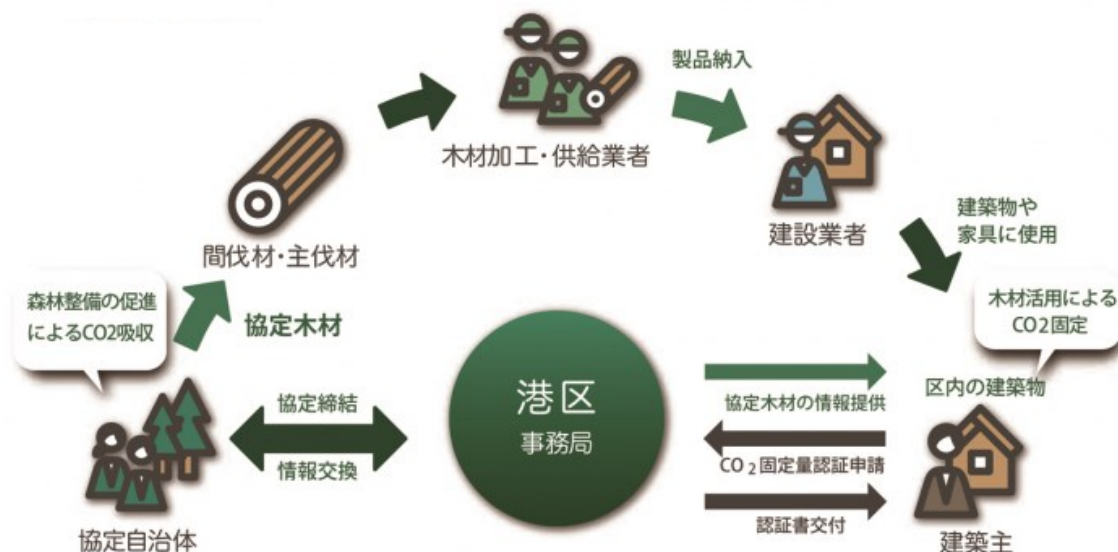 製品納入
木材加工・供給業者
建設業者
建築物や
家具に使用
間伐材・主伐材
森林整備の促進
によるCO2吸収
協定木材
木材活用による
CO2固定
港区
事務局
協定締結
情報交換
協定自治体
協定木材の情報提供
CO₂固定量認証申請
認証書交付
区内の建築物
建築主